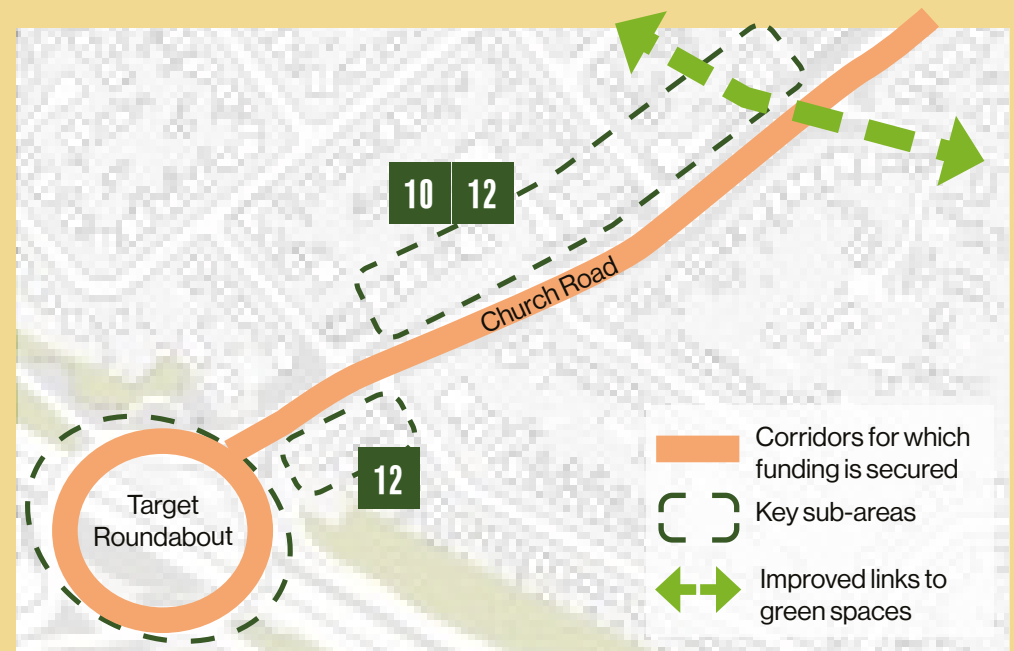 10 12
Church Road
12
Target
Roundabout
Corridors for which
funding is secured
Key sub-areas
Improved links to
green spaces